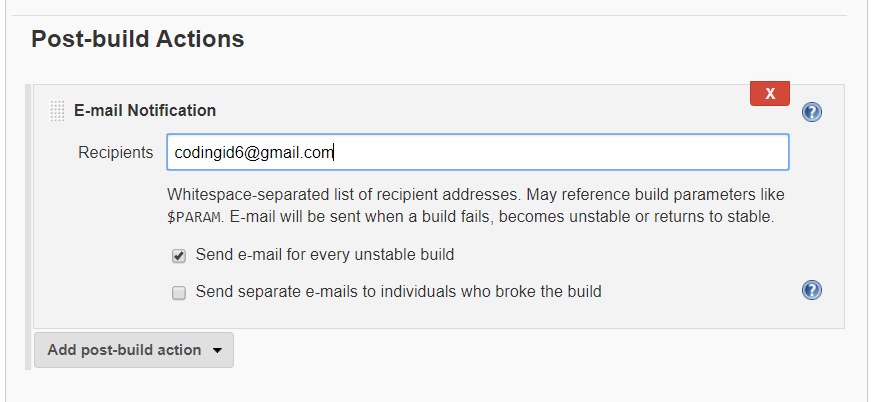 Post-build Actions
X
E-mail Notification
?
Recipients codingid6@gmail.com
Whitespace-separated list of recipient addresses. May reference build parameters like
$PARAM. E-mail will be sent when a build fails, becomes unstable or returns to stable.
Send e-mail for every unstable build
Send separate e-mails to individuals who broke the build
?
Add post-build action